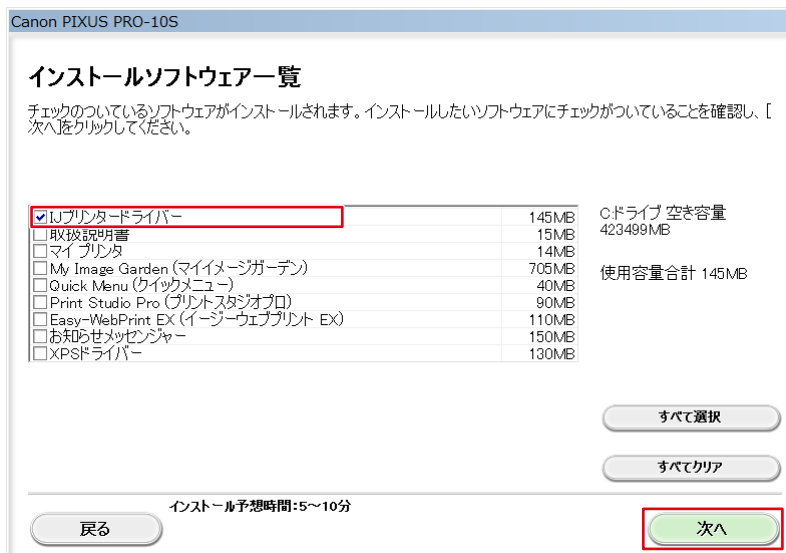 Canon PIXUS PRO-10S
インストールソフトウェア一覧
チェックのついているソフトウェアがインストールされます。インストールしたいソフトウェアにチェックがついていることを確認し、[
次へ]をクリックしてください。
IJプリンタードライバー 145MB
取扱説明書 15MB
マイ プリンタ 14MB
My Image Garden (マイイメージガーデン) 705MB
Quick Menu (クイックメニュー) 40MB
Print Studio Pro (プリントスタジオプロ) 90MB
Easy-WebPrint EX (イージーウェブプリント EX) 110MB
お知らせメッセンジャー 150MB
XPSドライバー 130MB
C:ドライブ 空き容量
423499MB
使用容量合計 145MB
すべて選択
すべてクリア
インストール予想時間:5～10分
戻る
次へ